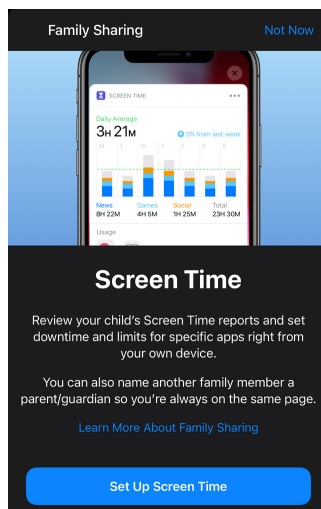 Family Sharing
Not Now
SCREEN TIME
Daily Average
3H 21M
5% from last week
M T W T F S S
News Games Social Total
8H 22M 4H 5M 1H 25M 23H 30M
Usage
Screen Time
Review your child's Screen Time reports and set
downtime and limits for specific apps right from
your own device.
You can also name another family member a
parent/guardian so you're always on the same page.
Learn More About Family Sharing
Set Up Screen Time